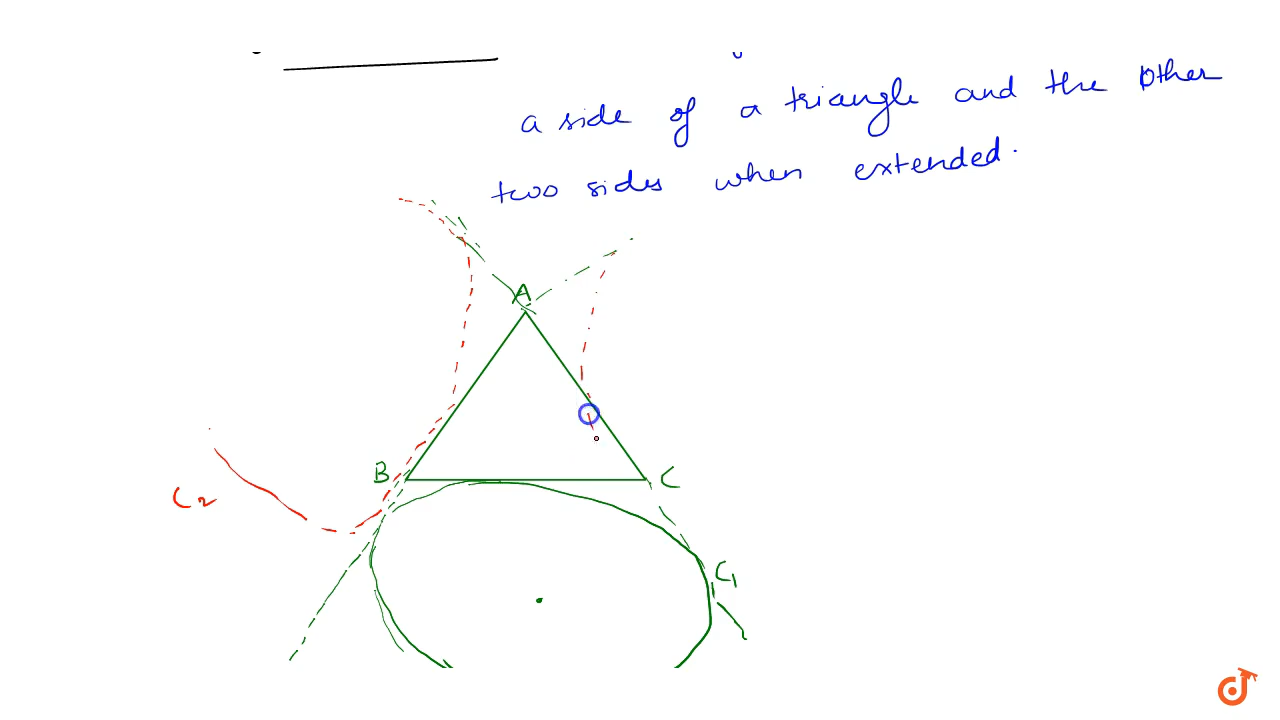 a side of a triangle and the other
two sides when extended.
A
B
C
C2
C1